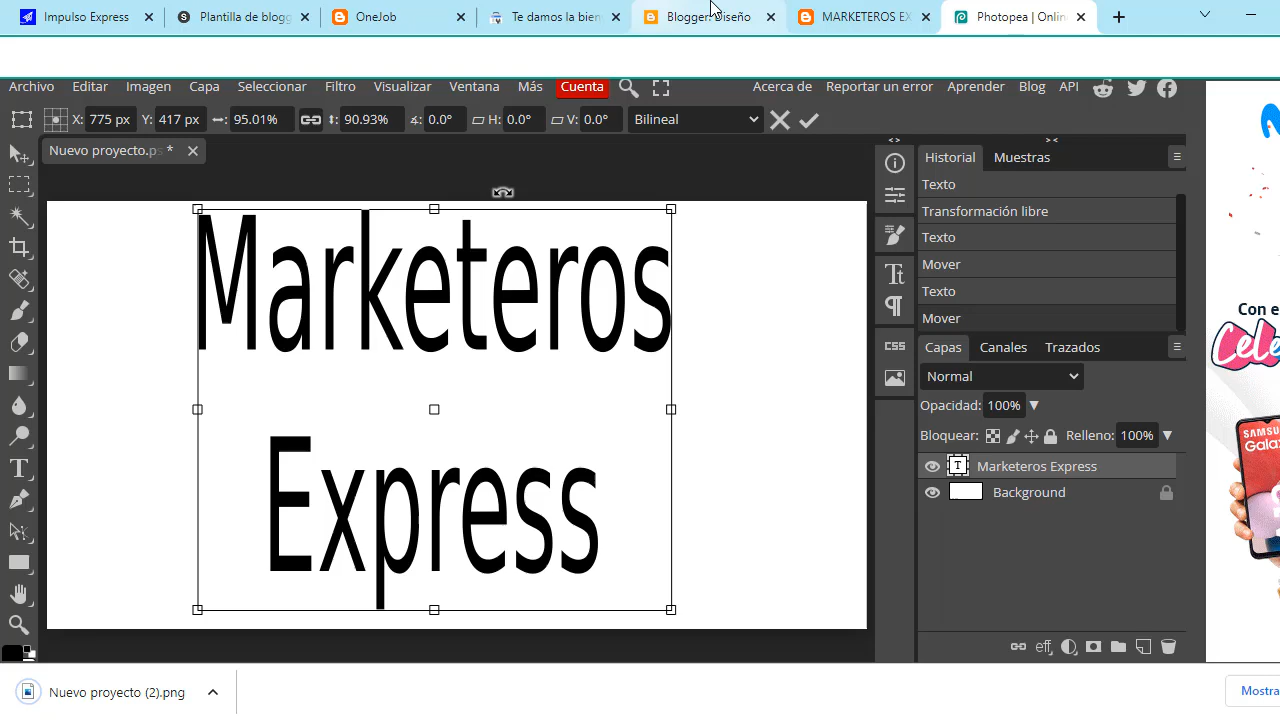 Impulso Express
Plantilla de blogg
OneJob
Te damos la bien
Blogger: Diseño
MARKETEROS EX
Photopea | Onlin
Archivo Editar Imagen Capa Seleccionar Filtro Visualizar Ventana Más Cuenta
Acerca de Reportar un error Aprender Blog API
X: 775 px Y: 417 px 95.01% 90.93% 0.0° H: 0.0° V: 0.0° Bilineal
Nuevo proyecto.ps *
Marketeros
Express
Historial Muestras
Texto
Transformación libre
Texto
Mover
Texto
Mover
CSS
Capas Canales Trazados
Normal
Opacidad: 100%
Bloquear: Relleno: 100%
T Marketeros Express
Background
eff
Con e
Cele
SAMSU
Gala
Nuevo proyecto (2).png
Mostra